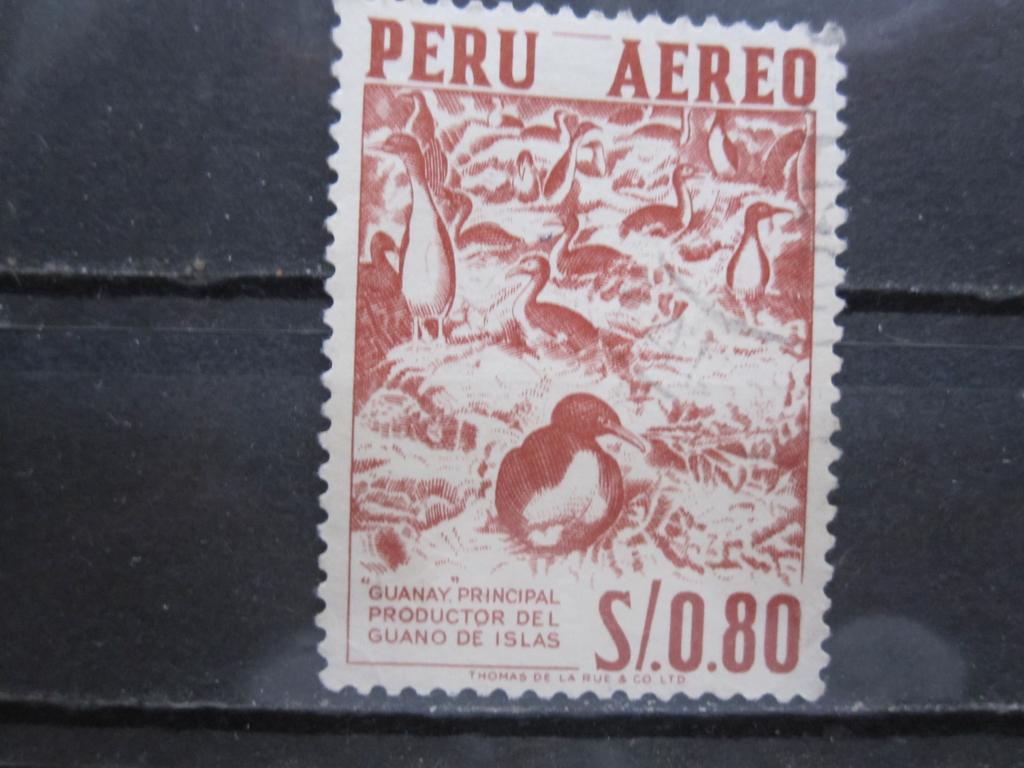 PERU AEREO
"GUANAY," PRINCIPAL
PRODUCTOR DEL
GUANO DE ISLAS
S/.0.80
THOMAS DE LA RUE & CO. LTD.